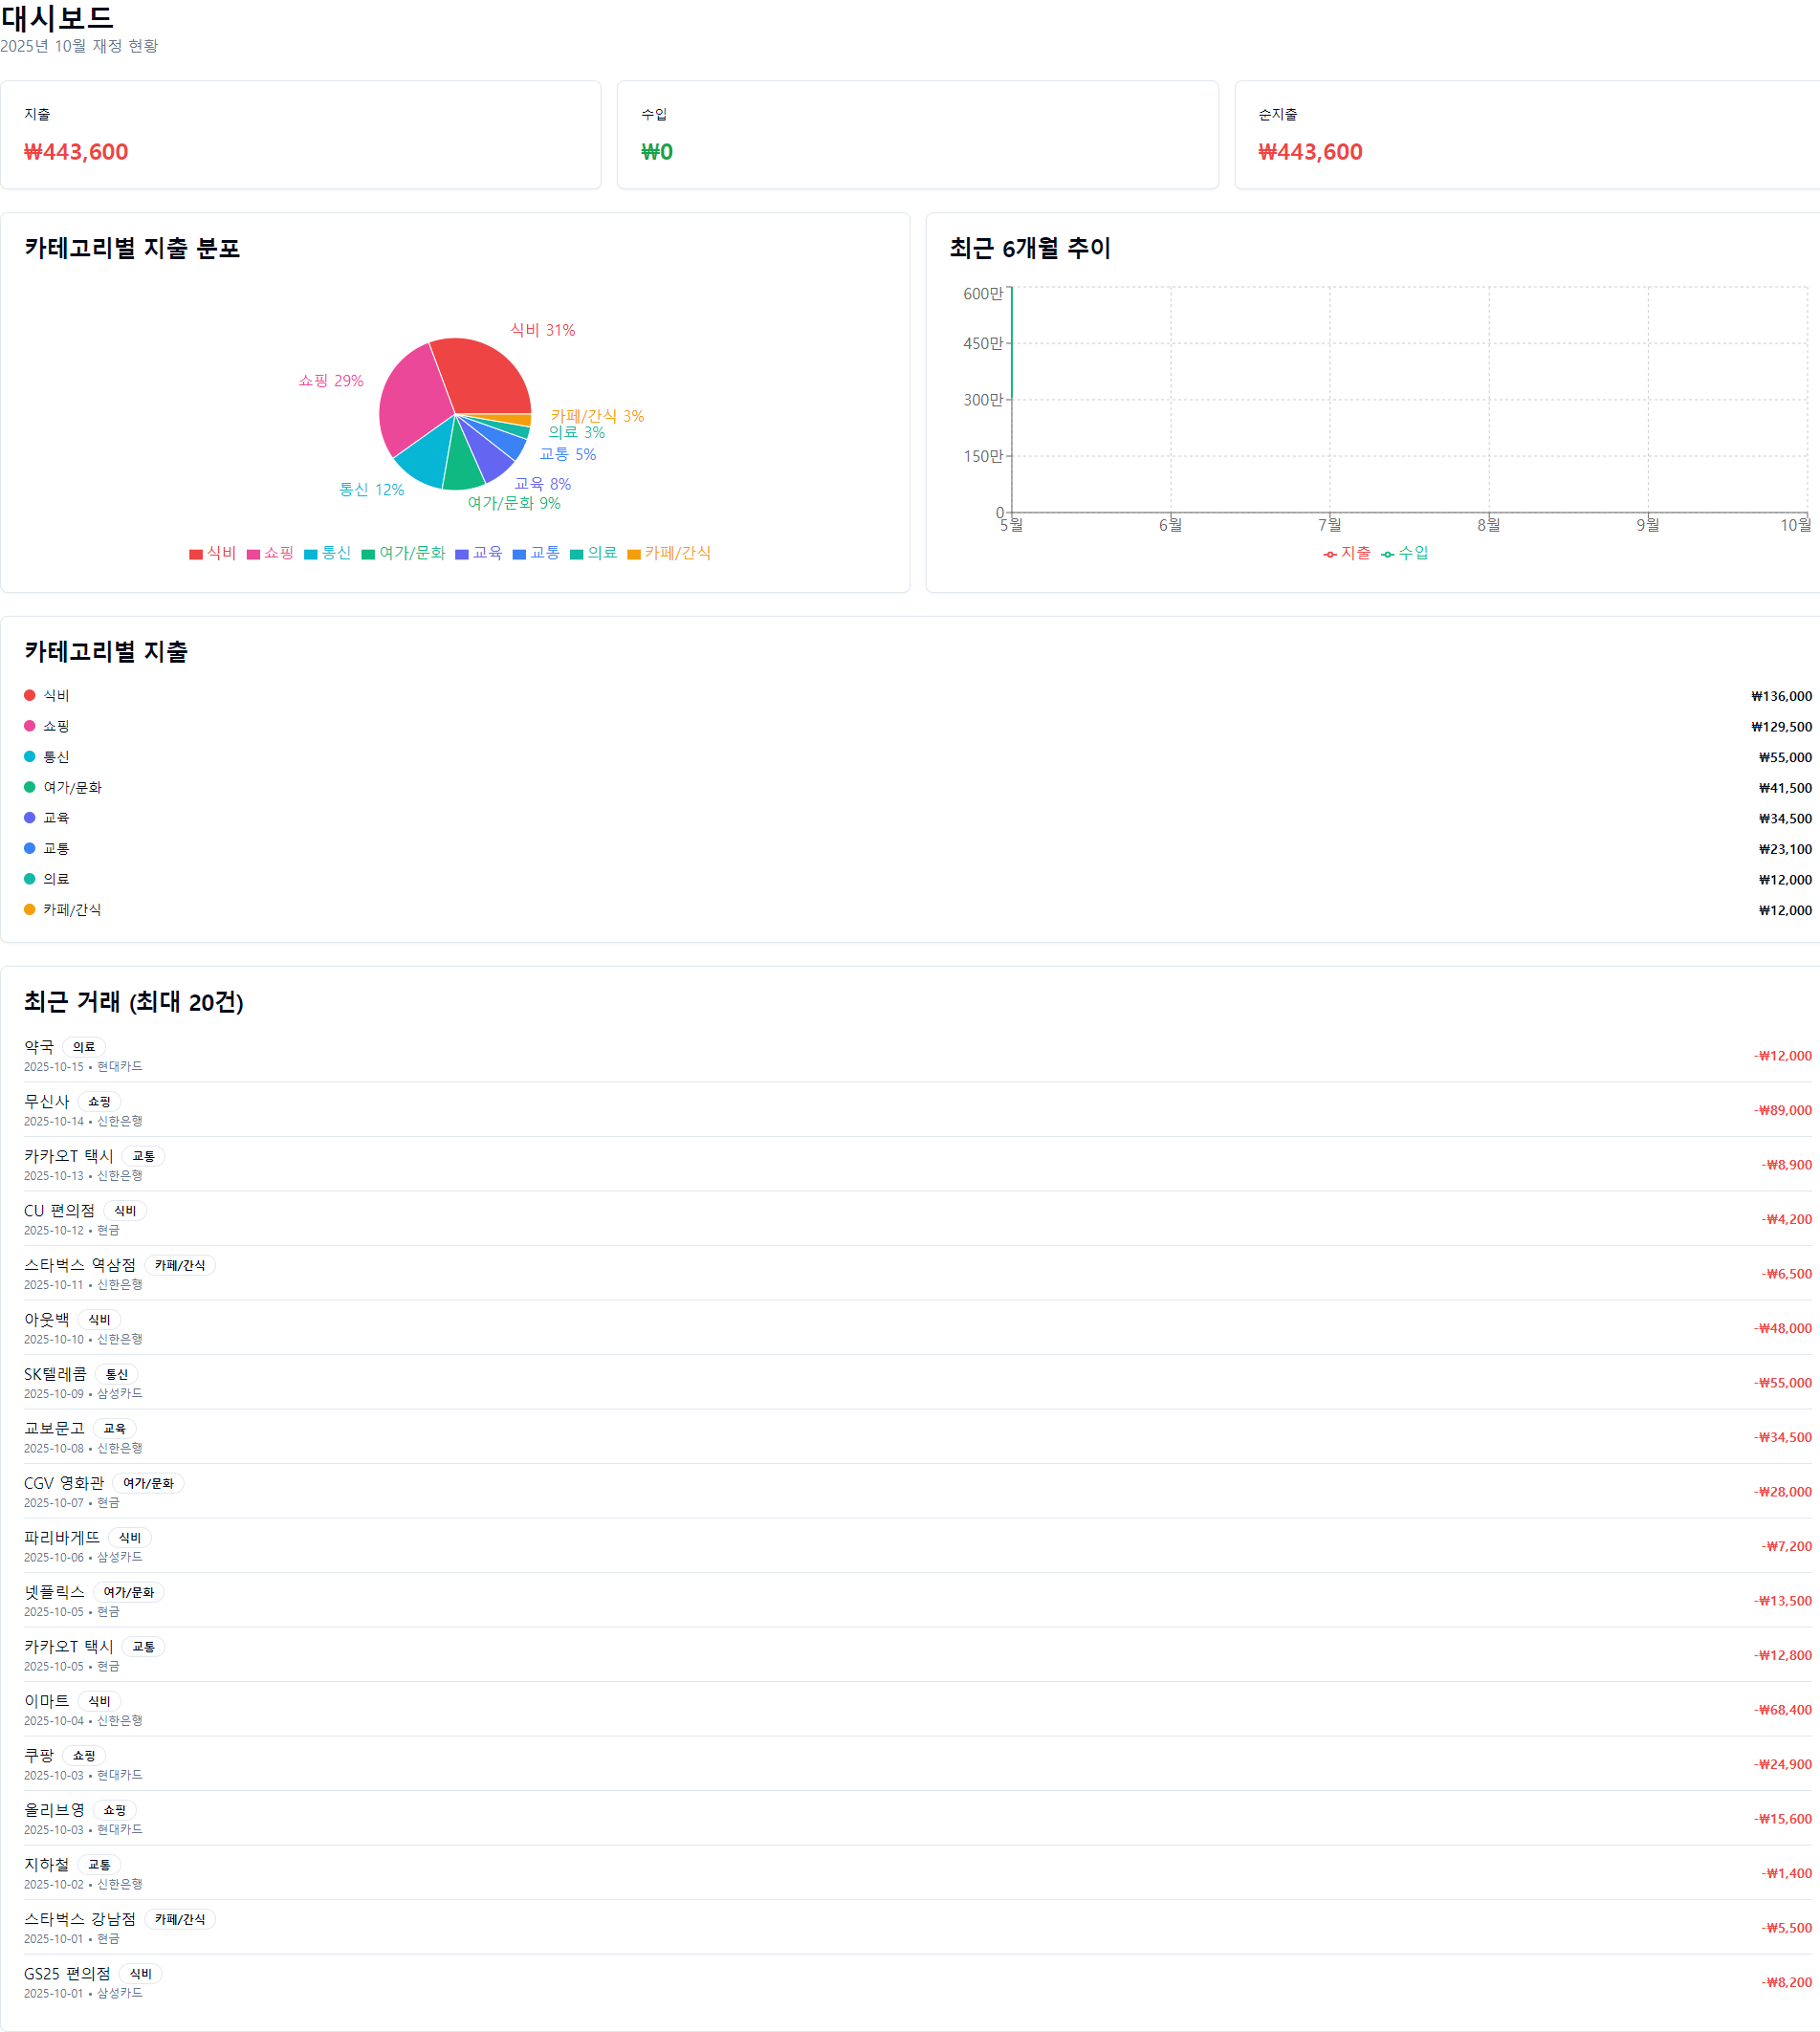 대시보드
2025년 10월 재정 현황
지출
₩443,600
수입
₩0
순지출
₩443,600
카테고리별 지출 분포
식비 31%
쇼핑 29%
카페/간식 3%
의료 3%
교통 5%
교육 8%
통신 12%
여가/문화 9%
식비 쇼핑 통신 여가/문화 교육 교통 의료 카페/간식
최근 6개월 추이
600만
450만
300만
150만
0
5월 6월 7월 8월 9월 10월
지출 수입
카테고리별 지출
식비 ₩136,000
쇼핑 ₩129,500
통신 ₩55,000
여가/문화 ₩41,500
교육 ₩34,500
교통 ₩23,100
의료 ₩12,000
카페/간식 ₩12,000
최근 거래 (최대 20건)
약국 의료
2025-10-15 • 현대카드
-₩12,000
무신사 쇼핑
2025-10-14 • 신한은행
-₩89,000
카카오T 택시 교통
2025-10-13 • 신한은행
-₩8,900
CU 편의점 식비
2025-10-12 • 현금
-₩4,200
스타벅스 역삼점 카페/간식
2025-10-11 • 신한은행
-₩6,500
아웃백 식비
2025-10-10 • 신한은행
-₩48,000
SK텔레콤 통신
2025-10-09 • 삼성카드
-₩55,000
교보문고 교육
2025-10-08 • 신한은행
-₩34,500
CGV 영화관 여가/문화
2025-10-07 • 현금
-₩28,000
파리바게뜨 식비
2025-10-06 • 삼성카드
-₩7,200
넷플릭스 여가/문화
2025-10-05 • 현금
-₩13,500
카카오T 택시 교통
2025-10-05 • 현금
-₩12,800
이마트 식비
2025-10-04 • 신한은행
-₩68,400
쿠팡 쇼핑
2025-10-03 • 현대카드
-₩24,900
올리브영 쇼핑
2025-10-03 • 현대카드
-₩15,600
지하철 교통
2025-10-02 • 신한은행
-₩1,400
스타벅스 강남점 카페/간식
2025-10-01 • 현금
-₩5,500
GS25 편의점 식비
2025-10-01 • 삼성카드
-₩8,200